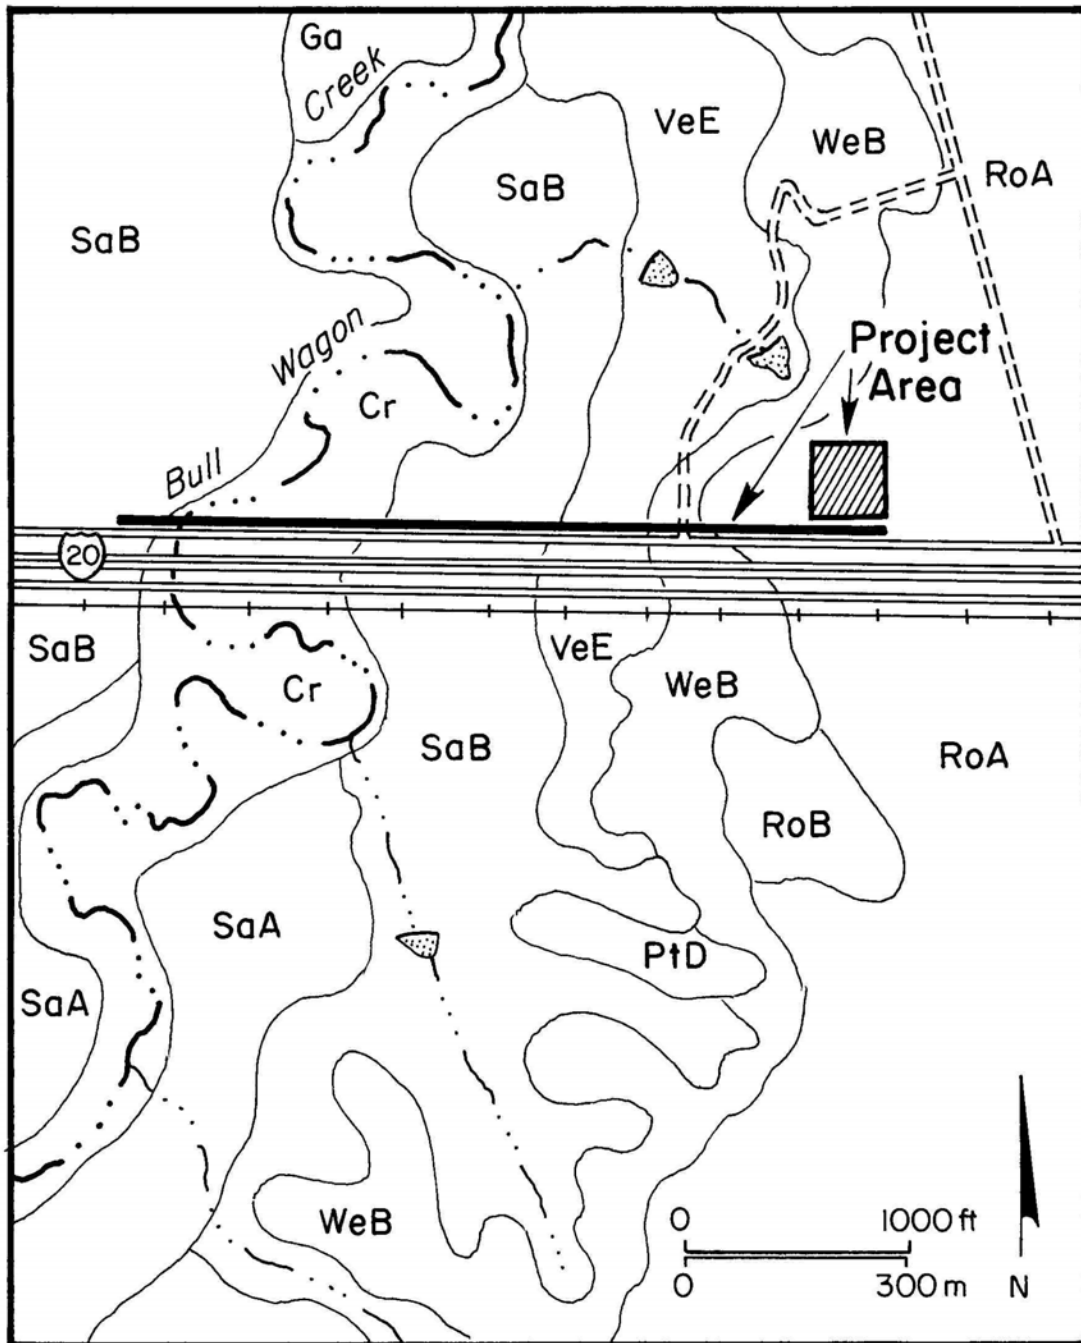 Ga
Creek
VeE
WeB
RoA
SaB
SaB
Wagon
Project
Area
Cr
Bull
20
SaB
Cr
VeE
WeB
SaB
RoA
RoB
SaA
PtD
SaA
WeB
0 1000 ft
0 300 m
N